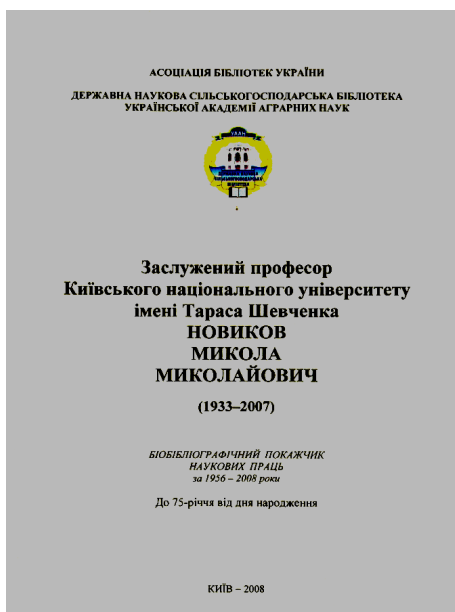 АСОЦІАЦІЯ БІБЛІОТЕК УКРАЇНИ
ДЕРЖАВНА НАУКОВА СІЛЬСЬКОГОСПОДАРСЬКА БІБЛІОТЕКА
УКРАЇНСЬКОЇ АКАДЕМІЇ АГРАРНИХ НАУК
УААН
Заслужений професор
Київського національного університету
імені Тараса Шевченка
НОВИКОВ
МИКОЛА
МИКОЛАЙОВИЧ
(1933–2007)
БІОБІБЛІОГРАФІЧНИЙ ПОКАЖЧИК
НАУКОВИХ ПРАЦЬ
за 1956 – 2008 роки
До 75-річчя від дня народження
КИЇВ – 2008